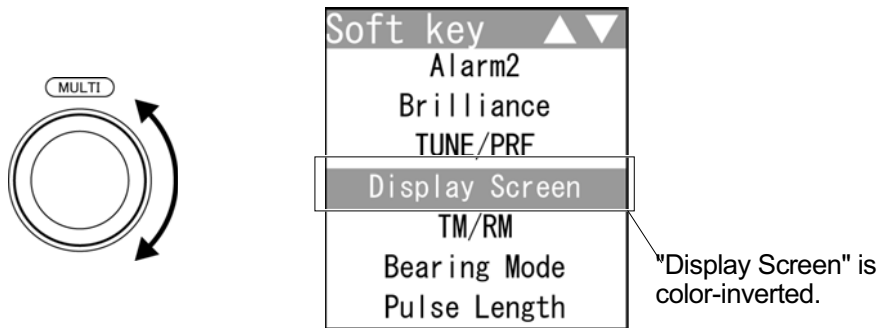 MULTI
Soft key ▲▼
Alarm2
Brilliance
TUNE/PRF
Display Screen
TM/RM
Bearing Mode
Pulse Length
"Display Screen" is
color-inverted.